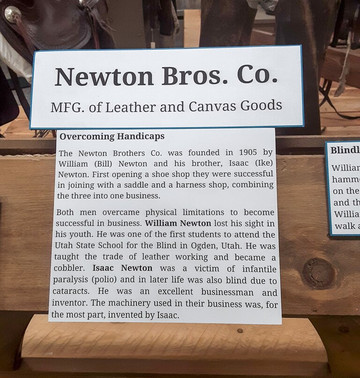 Newton Bros. Co.
MFG. of Leather and Canvas Goods
Overcoming Handicaps
The Newton Brothers Co. was founded in 1905 by
William (Bill) Newton and his brother, Isaac (Ike)
Newton. First opening a shoe shop they were successful
in joining with a saddle and a harness shop, combining
the three into one business.
Both men overcame physical limitations to become
successful in business. William Newton lost his sight in
his youth. He was one of the first students to attend the
Utah State School for the Blind in Ogden, Utah. He was
taught the trade of leather working and became a
cobbler. Isaac Newton was a victim of infantile
paralysis (polio) and in later life was also blind due to
cataracts. He was an excellent businessman and
inventor. The machinery used in their business was, for
the most part, invented by Isaac.
Blindl
William
hamm
on the
and th
Willia
walk a